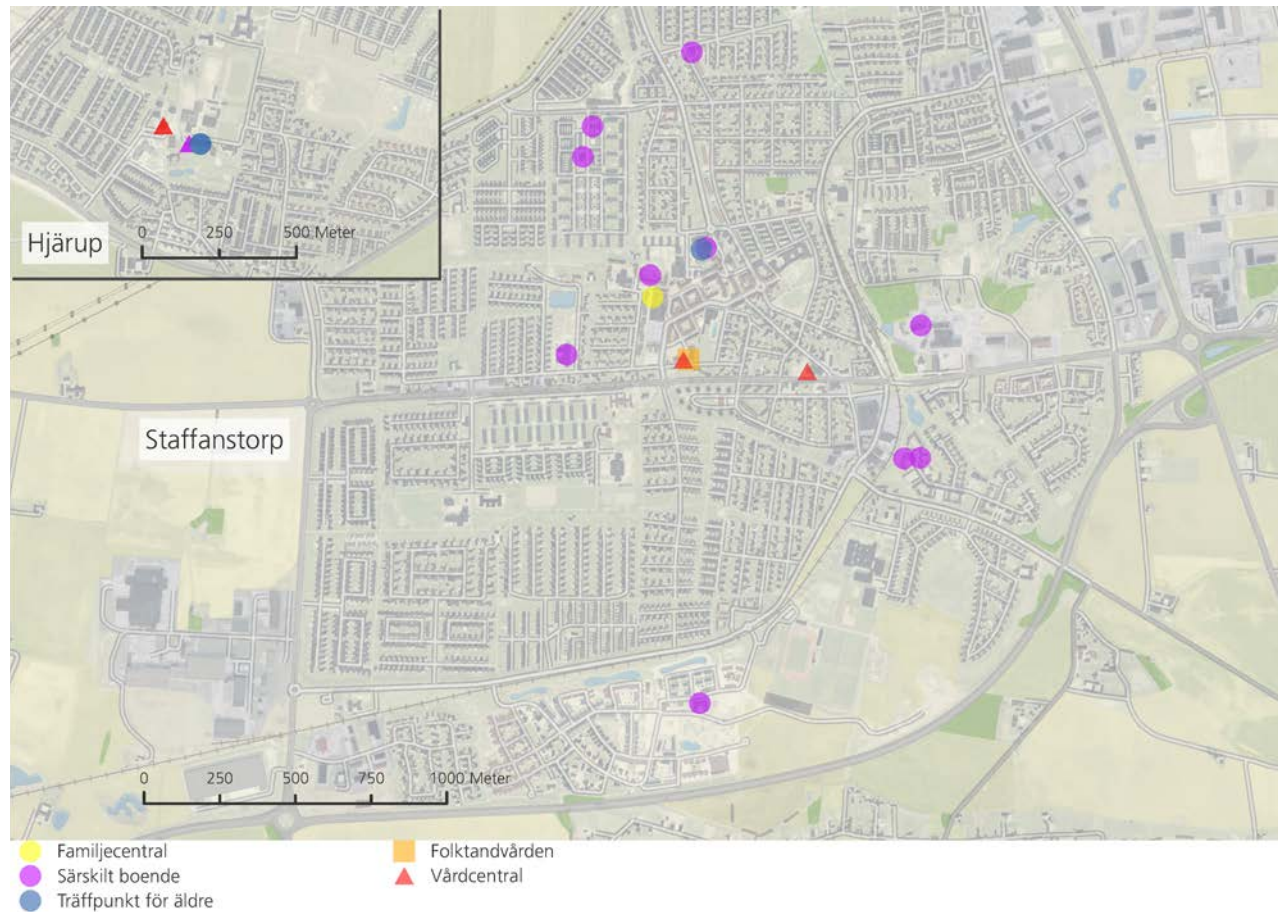 Hjärup
0 250 500 Meter
Staffanstorp
0 250 500 750 1000 Meter
Familjecentral
Särskilt boende
Träffpunkt för äldre
Folktandvården
Vårdcentral